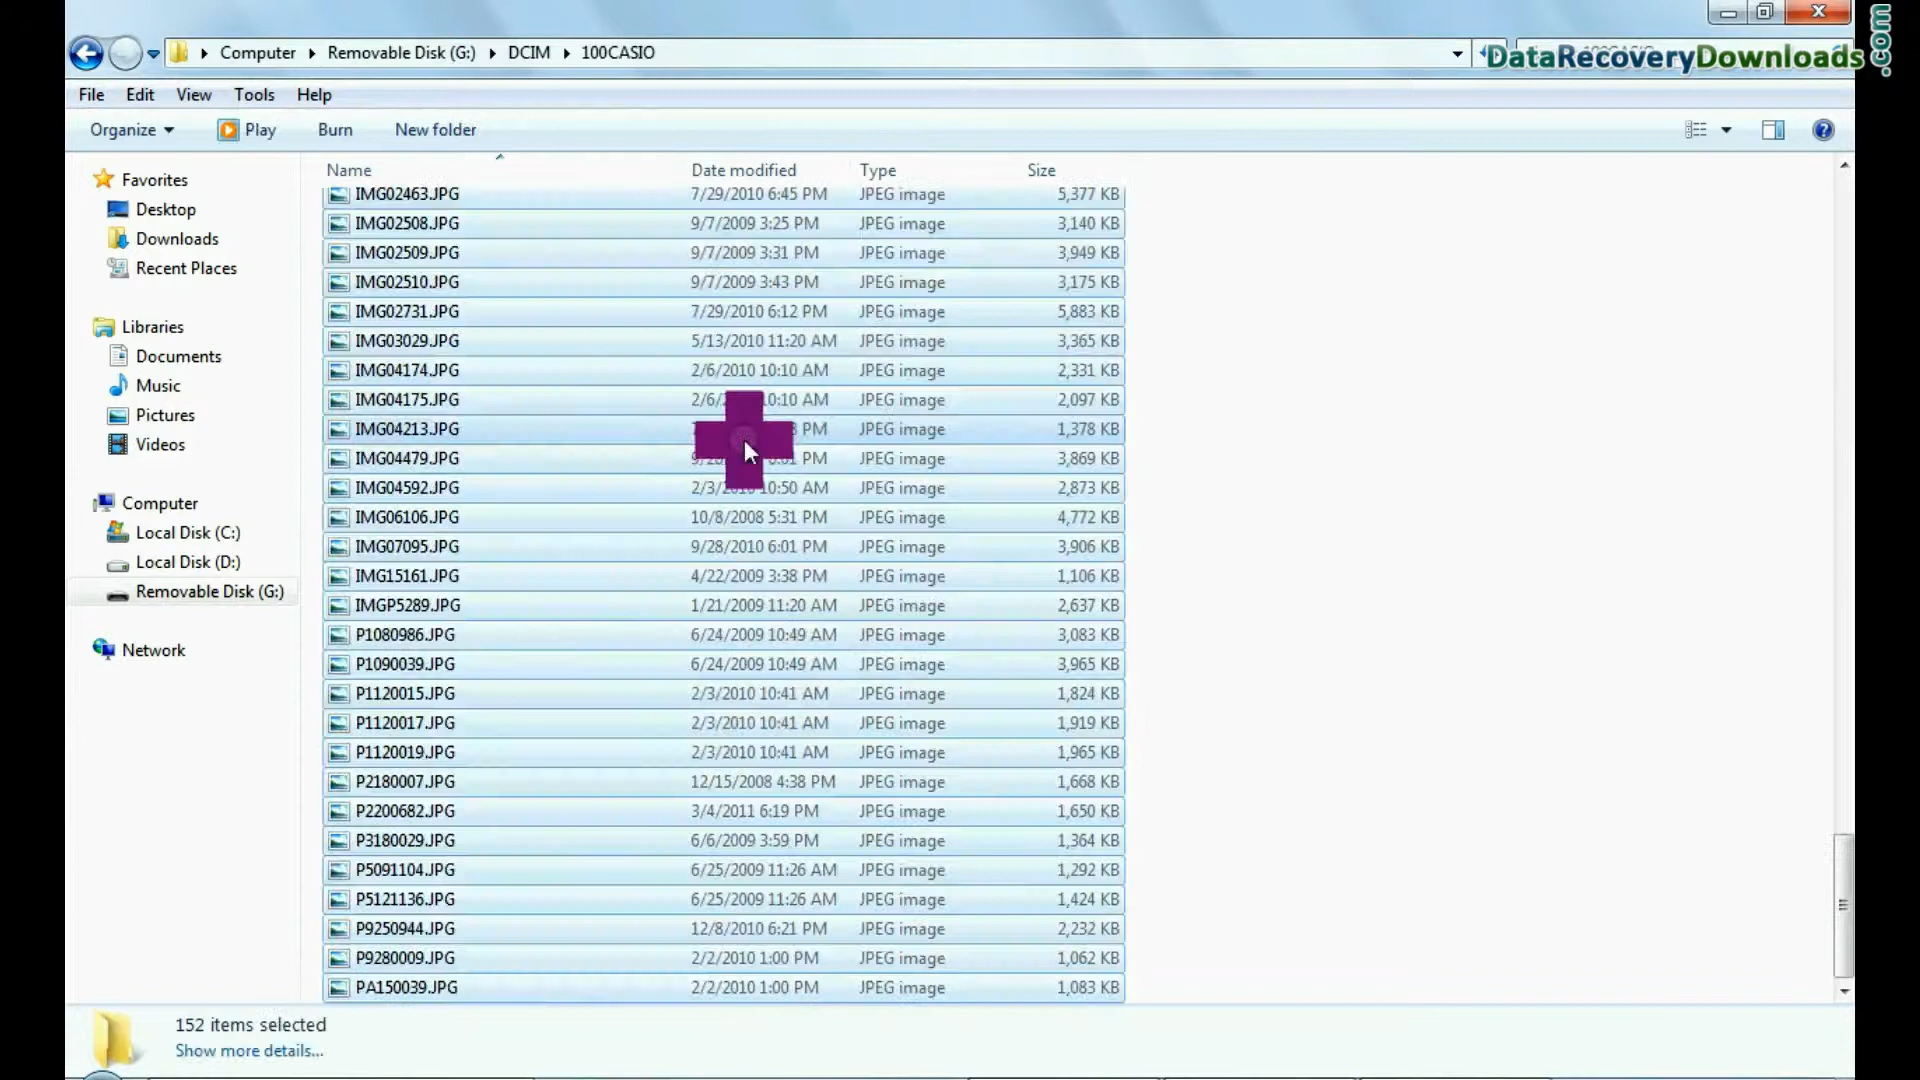 Computer Removable Disk (G:) DCIM 100CASIO
DataRecoveryDownloads.com
File Edit View Tools Help
Organize Play Burn New folder
Name Date modified Type Size
Favorites
Desktop
Downloads
Recent Places
Libraries
Documents
Music
Pictures
Videos
Computer
Local Disk (C:)
Local Disk (D:)
Removable Disk (G:)
Network
IMG02463.JPG 7/29/2010 6:45 PM JPEG image 5,377 KB
IMG02508.JPG 9/7/2009 3:25 PM JPEG image 3,140 KB
IMG02509.JPG 9/7/2009 3:31 PM JPEG image 3,949 KB
IMG02510.JPG 9/7/2009 3:43 PM JPEG image 3,175 KB
IMG02731.JPG 7/29/2010 6:12 PM JPEG image 5,883 KB
IMG03029.JPG 5/13/2010 11:20 AM JPEG image 3,365 KB
IMG04174.JPG 2/6/2010 10:10 AM JPEG image 2,331 KB
IMG04175.JPG 10:10 AM JPEG image 2,097 KB
IMG04213.JPG PM JPEG image 1,378 KB
IMG04479.JPG PM JPEG image 3,869 KB
IMG04592.JPG 2/3/2010 10:50 AM JPEG image 2,873 KB
IMG06106.JPG 10/8/2008 5:31 PM JPEG image 4,772 KB
IMG07095.JPG 9/28/2010 6:01 PM JPEG image 3,906 KB
IMG15161.JPG 4/22/2009 3:38 PM JPEG image 1,106 KB
IMGP5289.JPG 1/21/2009 11:20 AM JPEG image 2,637 KB
P1080986.JPG 6/24/2009 10:49 AM JPEG image 3,083 KB
P1090039.JPG 6/24/2009 10:49 AM JPEG image 3,965 KB
P1120015.JPG 2/3/2010 10:41 AM JPEG image 1,824 KB
P1120017.JPG 2/3/2010 10:41 AM JPEG image 1,919 KB
P1120019.JPG 2/3/2010 10:41 AM JPEG image 1,965 KB
P2180007.JPG 12/15/2008 4:38 PM JPEG image 1,668 KB
P2200682.JPG 3/4/2011 6:19 PM JPEG image 1,650 KB
P3180029.JPG 6/6/2009 3:59 PM JPEG image 1,364 KB
P5091104.JPG 6/25/2009 11:26 AM JPEG image 1,292 KB
P5121136.JPG 6/25/2009 11:26 AM JPEG image 1,424 KB
P9250944.JPG 12/8/2010 6:21 PM JPEG image 2,232 KB
P9280009.JPG 2/2/2010 1:00 PM JPEG image 1,062 KB
PA150039.JPG 2/2/2010 1:00 PM JPEG image 1,083 KB
152 items selected
Show more details...